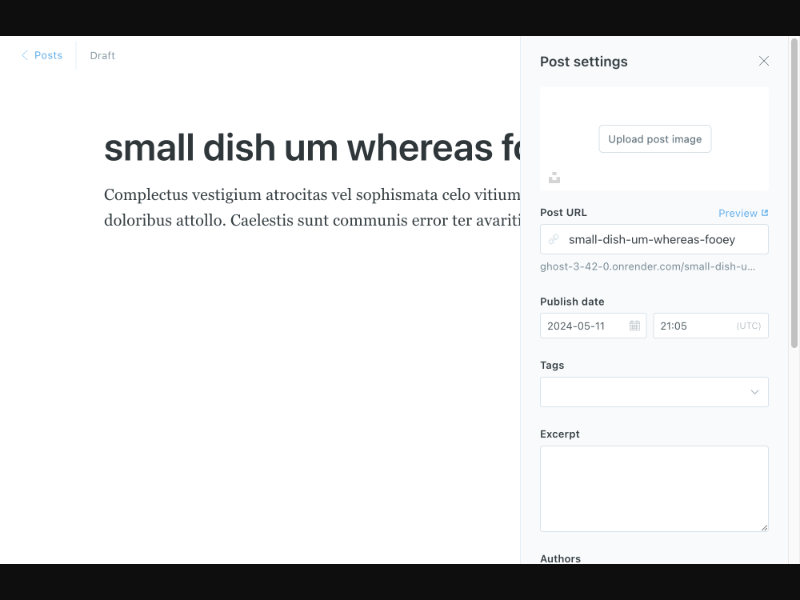 Posts
Draft
small dish um whereas fo
Complectus vestigium atrocitas vel sophismata celo vitium
doloribus attollo. Caelestis sunt communis error ter avariti
Post settings
Upload post image
Post URL
Preview
small-dish-um-whereas-fooey
ghost-3-42-0.onrender.com/small-dish-u...
Publish date
2024-05-11
21:05
(UTC)
Tags
Excerpt
Authors